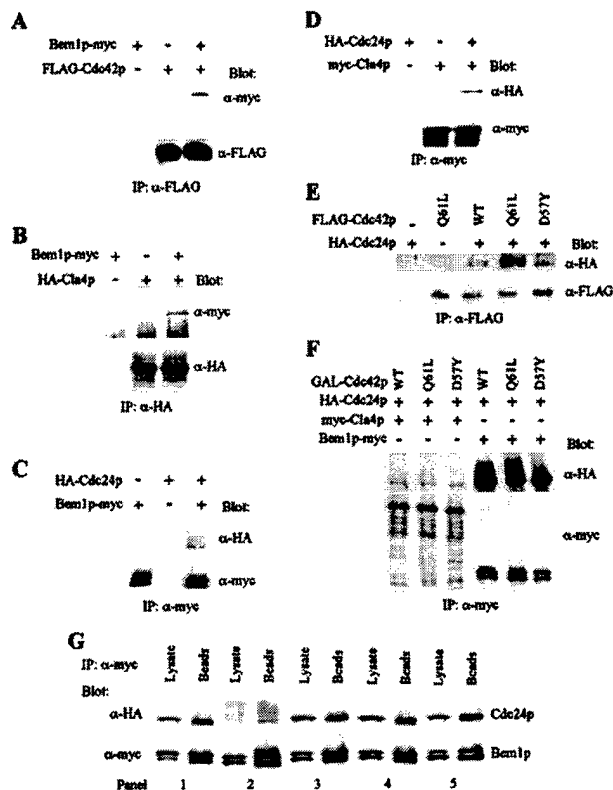 A
Bem1p-myc + - +
FLAG-Cdc42p - + + Blot:
α-myc
α-FLAG
IP: α-FLAG
B
Bem1p-myc + - +
HA-Cla4p - + + Blot:
α-myc
α-HA
IP: α-HA
C
HA-Cdc24p - + +
Bem1p-myc + - + Blot:
α-HA
α-myc
IP: α-myc
D
HA-Cdc24p + - +
myc-Cla4p - + + Blot:
α-HA
α-myc
IP: α-myc
E
FLAG-Cdc42p - Q61L WT Q61L D57Y
HA-Cdc24p + - + + + Blot:
α-HA
α-FLAG
IP: α-FLAG
F
GAL-Cdc42p WT Q61L D57Y WT Q61L D57Y
HA-Cdc24p + + + + + +
myc-Cla4p + + + - - -
Bem1p-myc - - - + + + Blot:
α-HA
α-myc
IP: α-myc
G
IP: α-myc Lysate Beads Lysate Beads Lysate Beads Lysate Beads Lysate Beads
Blot:
α-HA Cdc24p
α-myc Bem1p
Panel 1 2 3 4 5